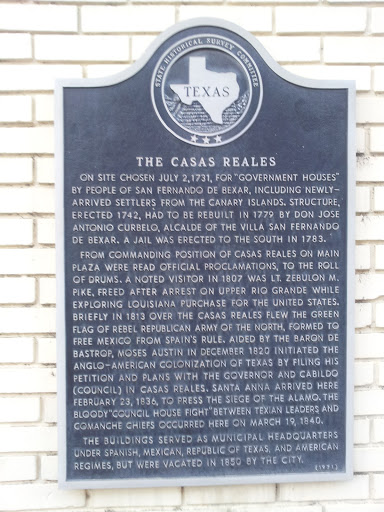 STATE HISTORICAL SURVEY COMMITTEE
TEXAS
THE CASAS REALES
ON SITE CHOSEN JULY 2,1731, FOR "GOVERNMENT HOUSES"
BY PEOPLE OF SAN FERNANDO DE BEXAR, INCLUDING NEWLY-
ARRIVED SETTLERS FROM THE CANARY ISLANDS. STRUCTURE,
ERECTED 1742, HAD TO BE REBUILT IN 1779 BY DON JOSE
ANTONIO CURBELO, ALCALDE OF THE VILLA SAN FERNANDO
DE BEXAR. A JAIL WAS ERECTED TO THE SOUTH IN 1783.
FROM COMMANDING POSITION OF CASAS REALES ON MAIN
PLAZA WERE READ OFFICIAL PROCLAMATIONS, TO THE ROLL
OF DRUMS. A NOTED VISITOR IN 1807 WAS LT. ZEBULON M.
PIKE, FREED AFTER ARREST ON UPPER RIO GRANDE WHILE
EXPLORING LOUISIANA PURCHASE FOR THE UNITED STATES.
BRIEFLY IN 1813 OVER THE CASAS REALES FLEW THE GREEN
FLAG OF REBEL REPUBLICAN ARMY OF THE NORTH, FORMED TO
FREE MEXICO FROM SPAIN'S RULE. AIDED BY THE BARON DE
BASTROP, MOSES AUSTIN IN DECEMBER 1820 INITIATED THE
ANGLO-AMERICAN COLONIZATION OF TEXAS BY FILING HIS
PETITION AND PLANS WITH THE GOVERNOR AND CABILDO
(COUNCIL) IN CASAS REALES. SANTA ANNA ARRIVED HERE
FEBRUARY 23, 1836, TO PRESS THE SIEGE OF THE ALAMO. THE
BLOODY "COUNCIL HOUSE FIGHT" BETWEEN TEXIAN LEADERS AND
COMANCHE CHIEFS OCCURRED HERE ON MARCH 19, 1840.
THE BUILDINGS SERVED AS MUNICIPAL HEADQUARTERS
UNDER SPANISH, MEXICAN, REPUBLIC OF TEXAS, AND AMERICAN
REGIMES, BUT WERE VACATED IN 1850 BY THE CITY.
(1971)